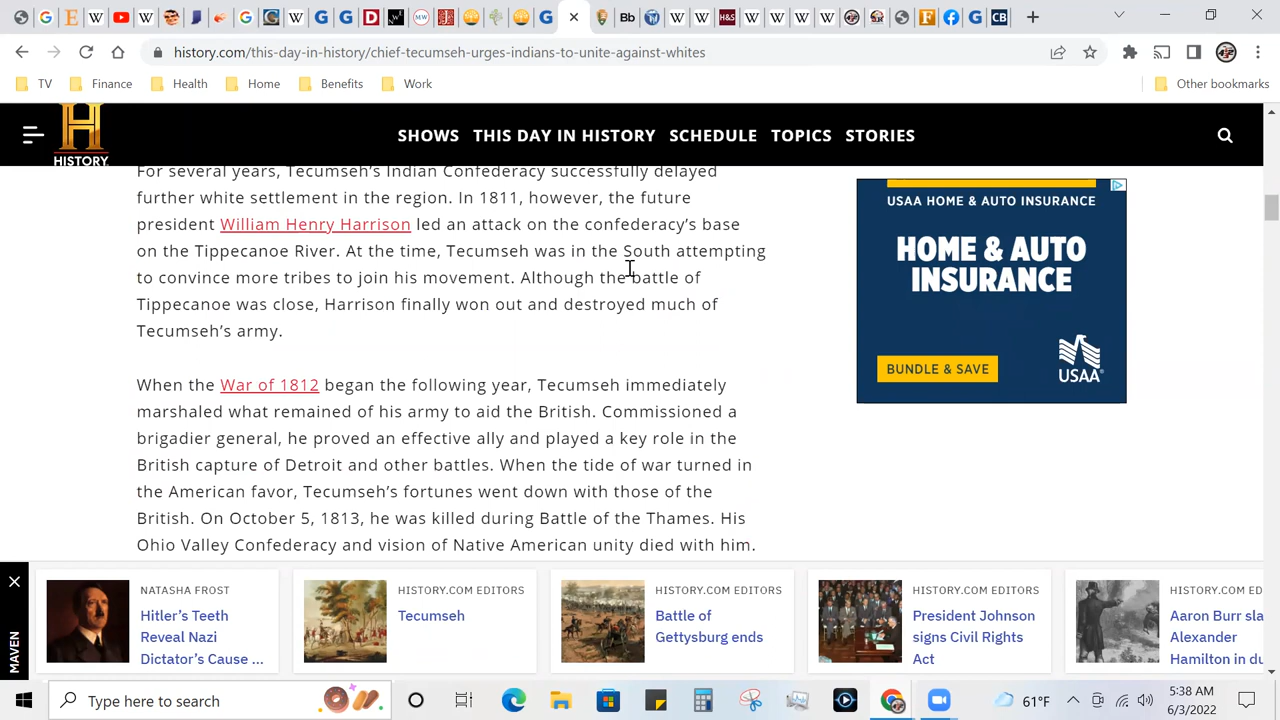 history.com/this-day-in-history/chief-tecumseh-urges-indians-to-unite-against-whites
TV
Finance
Health
Home
Benefits
Work
Other bookmarks
HISTORY
SHOWS THIS DAY IN HISTORY SCHEDULE TOPICS STORIES
For several years, Tecumseh's Indian Confederacy successfully delayed
further white settlement in the region. In 1811, however, the future
president William Henry Harrison led an attack on the confederacy's base
on the Tippecanoe River. At the time, Tecumseh was in the South attempting
to convince more tribes to join his movement. Although the battle of
Tippecanoe was close, Harrison finally won out and destroyed much of
Tecumseh's army.
When the War of 1812 began the following year, Tecumseh immediately
marshaled what remained of his army to aid the British. Commissioned a
brigadier general, he proved an effective ally and played a key role in the
British capture of Detroit and other battles. When the tide of war turned in
the American favor, Tecumseh's fortunes went down with those of the
British. On October 5, 1813, he was killed during Battle of the Thames. His
Ohio Valley Confederacy and vision of Native American unity died with him.
USAA HOME & AUTO INSURANCE
HOME & AUTO
INSURANCE
BUNDLE & SAVE
USAA
MAVEN
NATASHA FROST
Hitler's Teeth
Reveal Nazi
Dictator's Cause ...
HISTORY.COM EDITORS
Tecumseh
HISTORY.COM EDITORS
Battle of
Gettysburg ends
HISTORY.COM EDITORS
President Johnson
signs Civil Rights
Act
HISTORY.COM ED
Aaron Burr sla
Alexander
Hamilton in du
Type here to search
61°F
5:38 AM
6/3/2022